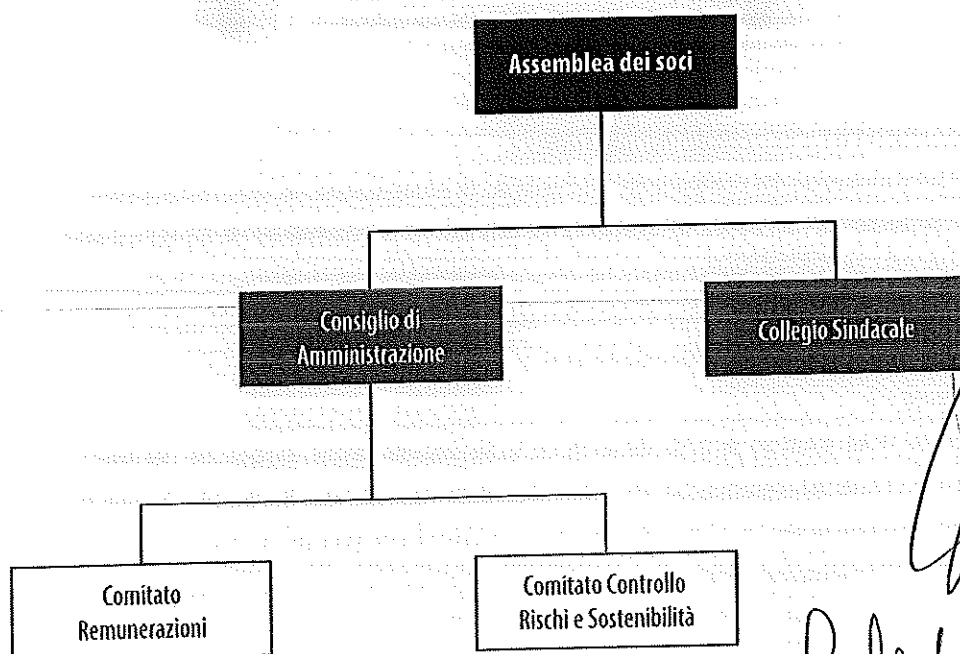 Assemblea dei soci
Consiglio di
Amministrazione
Collegio Sindacale
Comitato
Remunerazioni
Comitato Controllo
Rischi e Sostenibilità